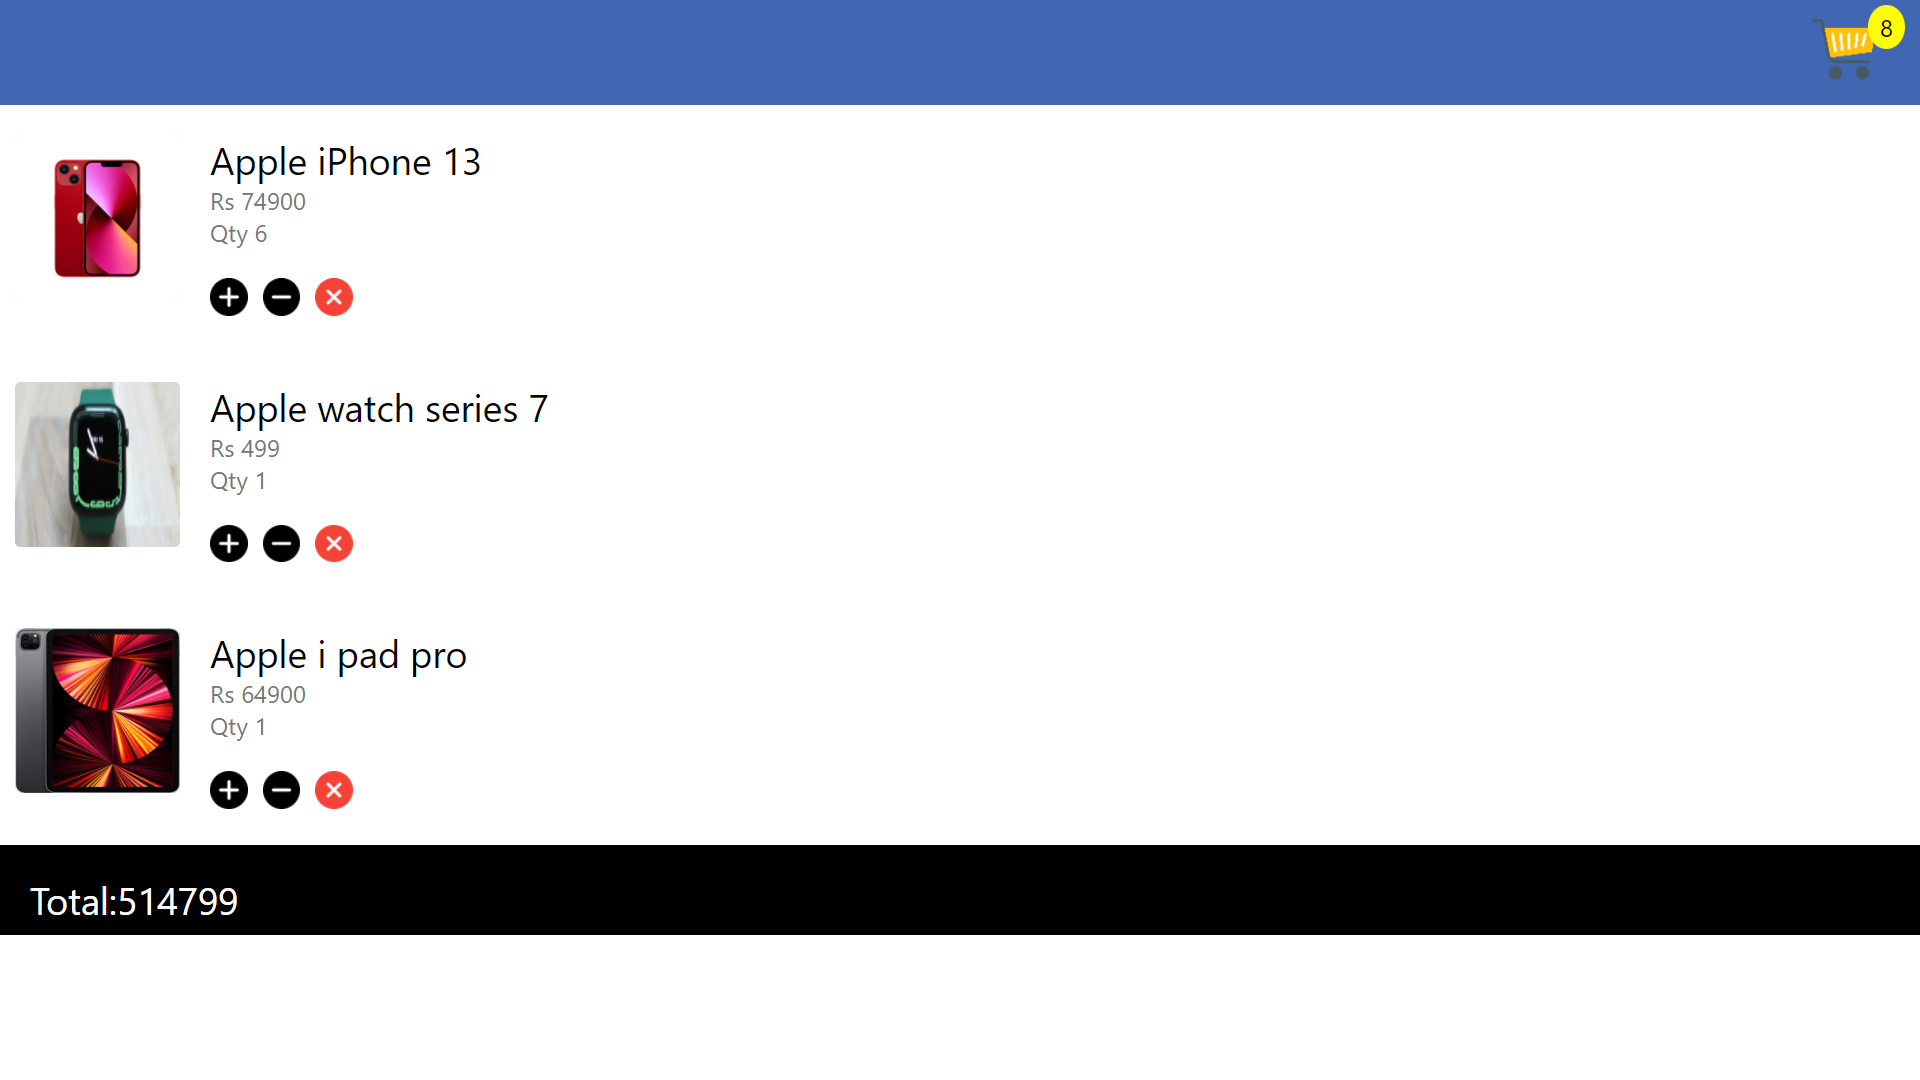 8
Apple iPhone 13
Rs 74900
Qty 6
Apple watch series 7
Rs 499
Qty 1
Apple i pad pro
Rs 64900
Qty 1
Total:514799